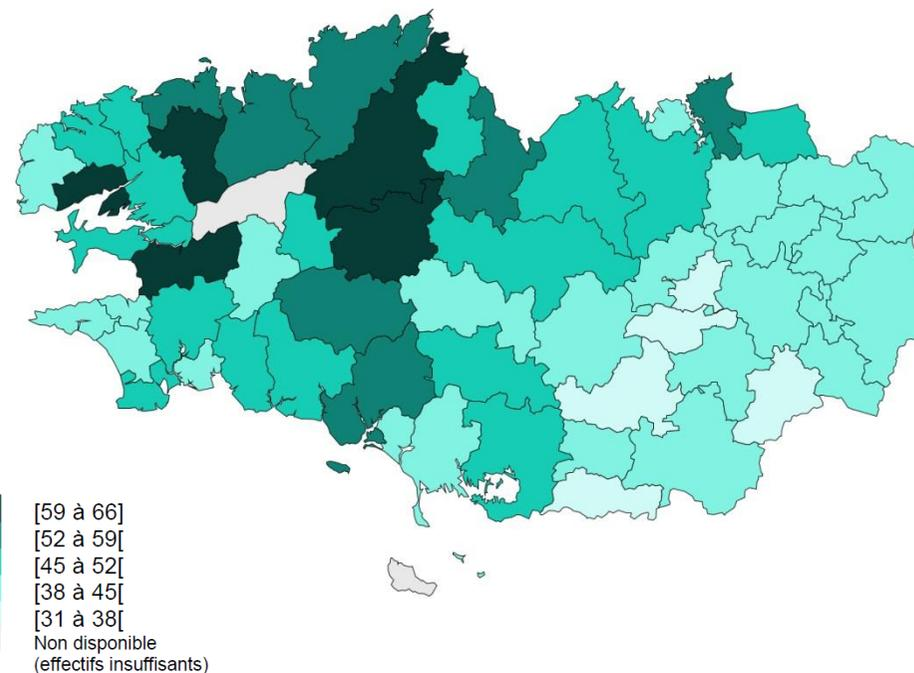 [59 à 66]
[52 à 59[
[45 à 52[
[38 à 45[
[31 à 38[
Non disponible
(effectifs insuffisants)